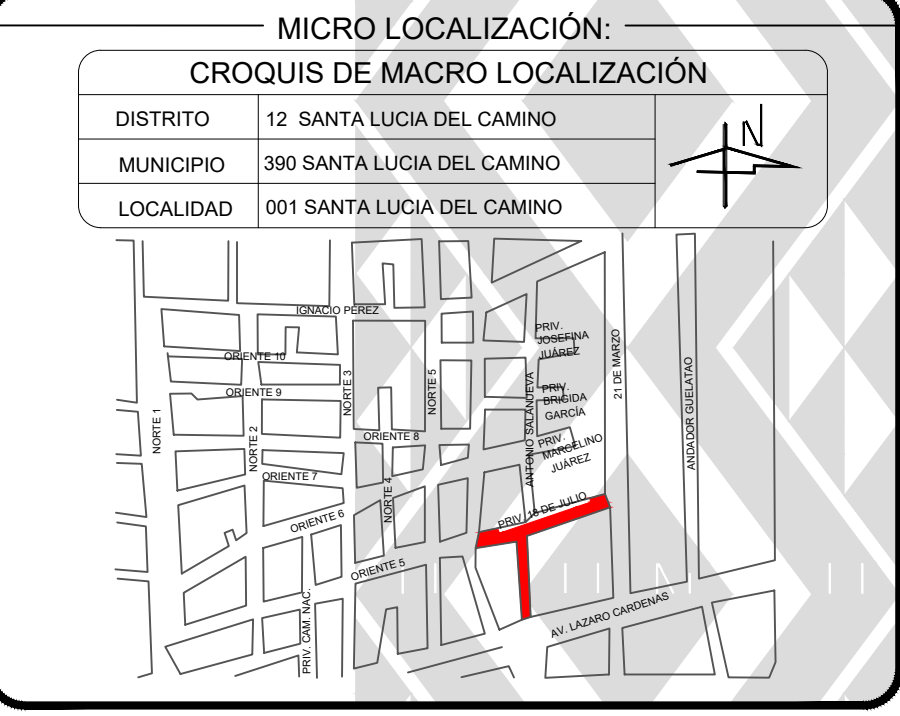 MICRO LOCALIZACIÓN:
CROQUIS DE MACRO LOCALIZACIÓN
DISTRITO 12 SANTA LUCIA DEL CAMINO
MUNICIPIO 390 SANTA LUCIA DEL CAMINO
LOCALIDAD 001 SANTA LUCIA DEL CAMINO
N
IGNACIO PEREZ
PRIV.
JOSEFINA
JUÁREZ
ORIENTE 10
ORIENTE 9
NORTE 3
NORTE 5
21 DE MARZO
ANDADOR GUELATAO
ANTONIO SALANUEVA
PRIV.
BRIGIDA
GARCÍA
NORTE 1
NORTE 2
ORIENTE 8
PRIV.
MARCELINO
JUÁREZ
ORIENTE 7
NORTE 4
PRIV. 18 DE JULIO
ORIENTE 6
ORIENTE 5
PRIV. CAM. NAC.
AV. LAZARO CARDENAS